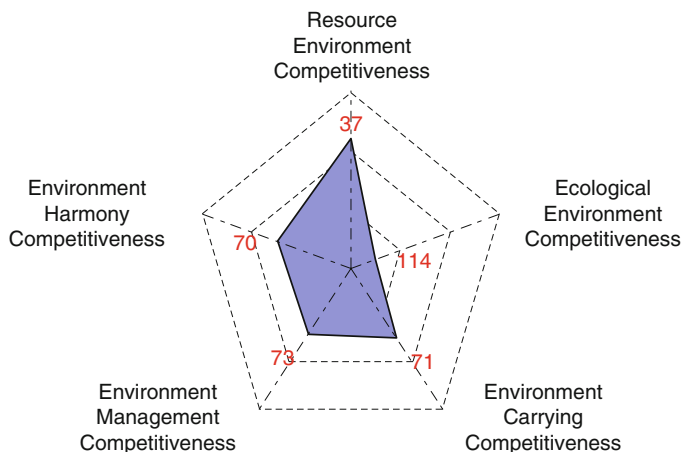 Resource
Environment
Competitiveness
37
Environment
Harmony
Competitiveness
Ecological
Environment
Competitiveness
70
114
73
71
Environment
Management
Competitiveness
Environment
Carrying
Competitiveness